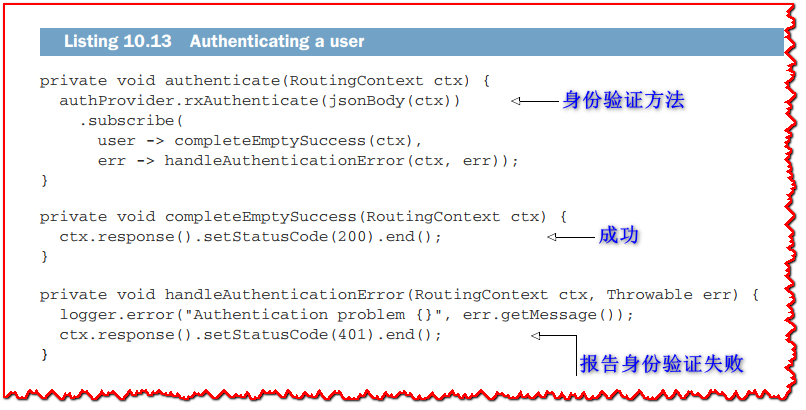 Listing 10.13 Authenticating a user
private void authenticate(RoutingContext ctx) {
authProvider.rxAuthenticate(jsonBody(ctx)) 身份验证方法
.subscribe(
user -> completeEmptySuccess(ctx),
err -> handleAuthenticationError(ctx, err));
}
private void completeEmptySuccess(RoutingContext ctx) {
ctx.response().setStatusCode(200).end(); 成功
}
private void handleAuthenticationError(RoutingContext ctx, Throwable err) {
logger.error("Authentication problem {}", err.getMessage());
ctx.response().setStatusCode(401).end();
}
报告身份验证失败